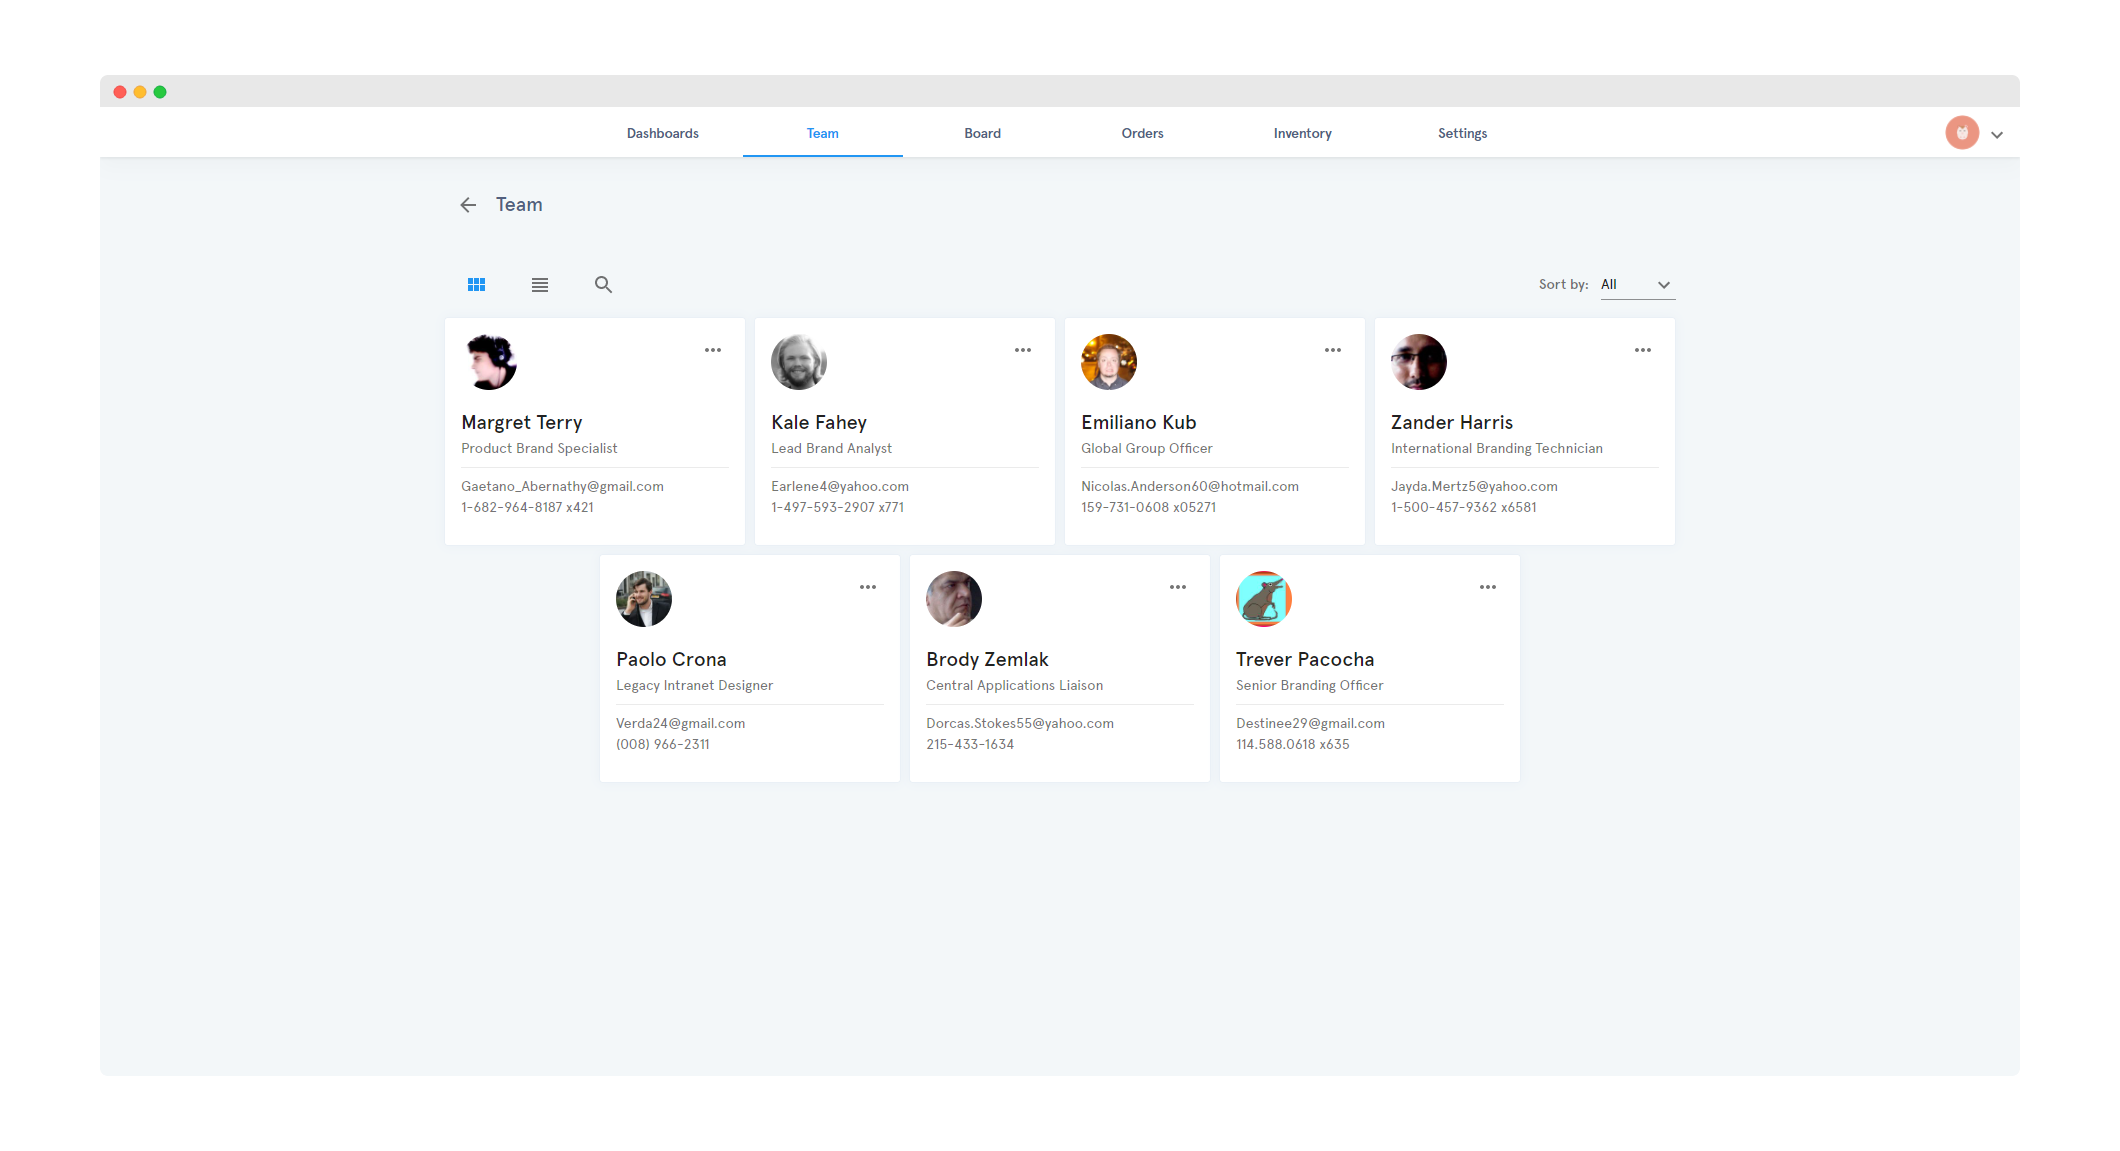 Dashboards Team Board Orders Inventory Settings
Team
Sort by: All
Margret Terry
Product Brand Specialist
Gaetano_Abernathy@gmail.com
1-682-964-8187 x421
Kale Fahey
Lead Brand Analyst
Earlene4@yahoo.com
1-497-593-2907 x771
Emiliano Kub
Global Group Officer
Nicolas.Anderson60@hotmail.com
159-731-0608 x05271
Zander Harris
International Branding Technician
Jayda.Mertz5@yahoo.com
1-500-457-9362 x6581
Paolo Crona
Legacy Intranet Designer
Verda24@gmail.com
(008) 966-2311
Brody Zemlak
Central Applications Liaison
Dorcas.Stokes55@yahoo.com
215-433-1634
Trever Pacocha
Senior Branding Officer
Destinee29@gmail.com
114.588.0618 x635